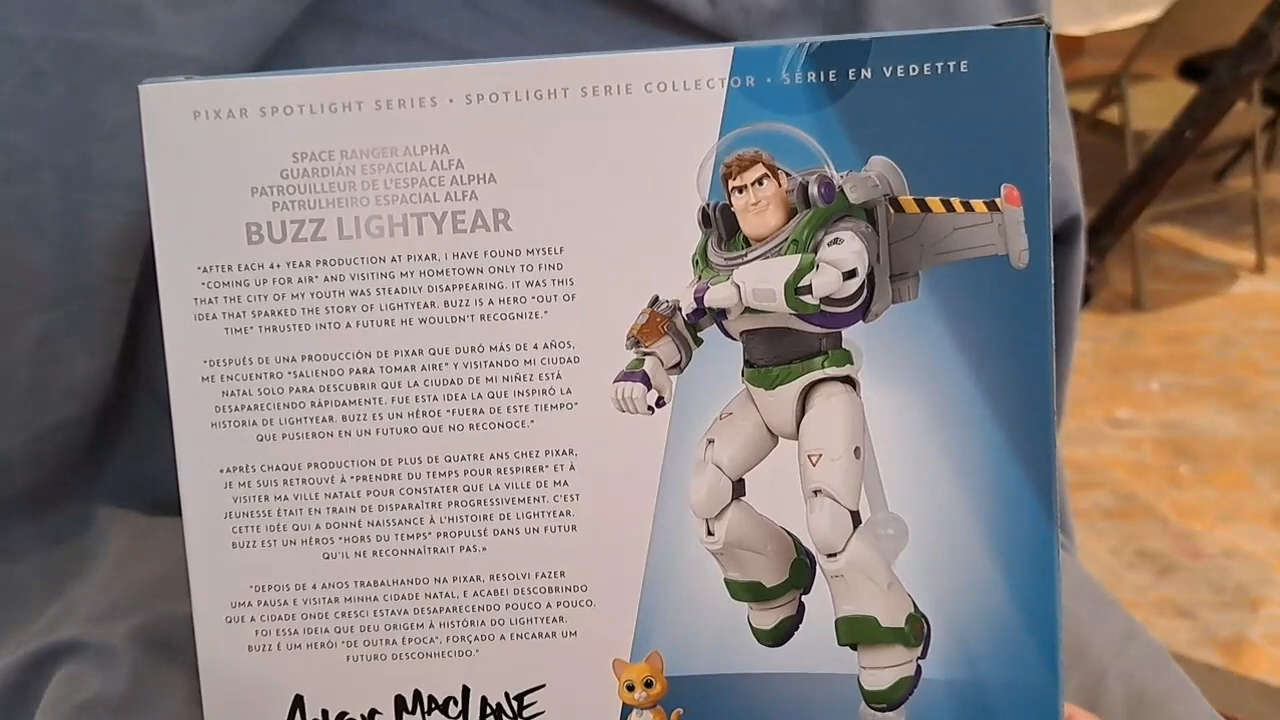 PIXAR SPOTLIGHT SERIES • SPOTLIGHT SERIE COLLECTOR • SÉRIE EN VEDETTE
SPACE RANGER ALPHA
GUARDIÁN ESPACIAL ALFA
PATROUILLEUR DE L'ESPACE ALPHA
PATRULHEIRO ESPACIAL ALFA
BUZZ LIGHTYEAR
"AFTER EACH 4+ YEAR PRODUCTION AT PIXAR, I HAVE FOUND MYSELF
"COMING UP FOR AIR" AND VISITING MY HOMETOWN ONLY TO FIND
THAT THE CITY OF MY YOUTH WAS STEADILY DISAPPEARING. IT WAS THIS
IDEA THAT SPARKED THE STORY OF LIGHTYEAR. BUZZ IS A HERO "OUT OF
TIME" THRUSTED INTO A FUTURE HE WOULDN'T RECOGNIZE."
"DESPUÉS DE UNA PRODUCCIÓN DE PIXAR QUE DURÓ MÁS DE 4 AÑOS,
ME ENCUENTRO "SALIENDO PARA TOMAR AIRE" Y VISITANDO MI CIUDAD
NATAL SOLO PARA DESCUBRIR QUE LA CIUDAD DE MI NIÑEZ ESTÁ
DESAPARECIENDO RÁPIDAMENTE. FUE ESTA IDEA LA QUE INSPIRÓ LA
HISTORIA DE LIGHTYEAR. BUZZ ES UN HÉROE "FUERA DE ESTE TIEMPO"
QUE PUSIERON EN UN FUTURO QUE NO RECONOCE."
«APRÈS CHAQUE PRODUCTION DE PLUS DE QUATRE ANS CHEZ PIXAR,
JE ME SUIS RETROUVÉ À "PRENDRE DU TEMPS POUR RESPIRER" ET À
VISITER MA VILLE NATALE POUR CONSTATER QUE LA VILLE DE MA
JEUNESSE ÉTAIT EN TRAIN DE DISPARAÎTRE PROGRESSIVEMENT. C'EST
CETTE IDÉE QUI A DONNÉ NAISSANCE À L'HISTOIRE DE LIGHTYEAR.
BUZZ EST UN HÉROS "HORS DU TEMPS" PROPULSÉ DANS UN FUTUR
QU'IL NE RECONNAÎTRAIT PAS.»
"DEPOIS DE 4 ANOS TRABALHANDO NA PIXAR, RESOLVI FAZER
UMA PAUSA E VISITAR MINHA CIDADE NATAL, E ACABEI DESCOBRINDO
QUE A CIDADE ONDE CRESCI ESTAVA DESAPARECENDO POUCO A POUCO.
FOI ESSA IDEIA QUE DEU ORIGEM À HISTÓRIA DO LIGHTYEAR.
BUZZ É UM HERÓI "DE OUTRA ÉPOCA", FORÇADO A ENCARAR UM
FUTURO DESCONHECIDO."
MACLANE